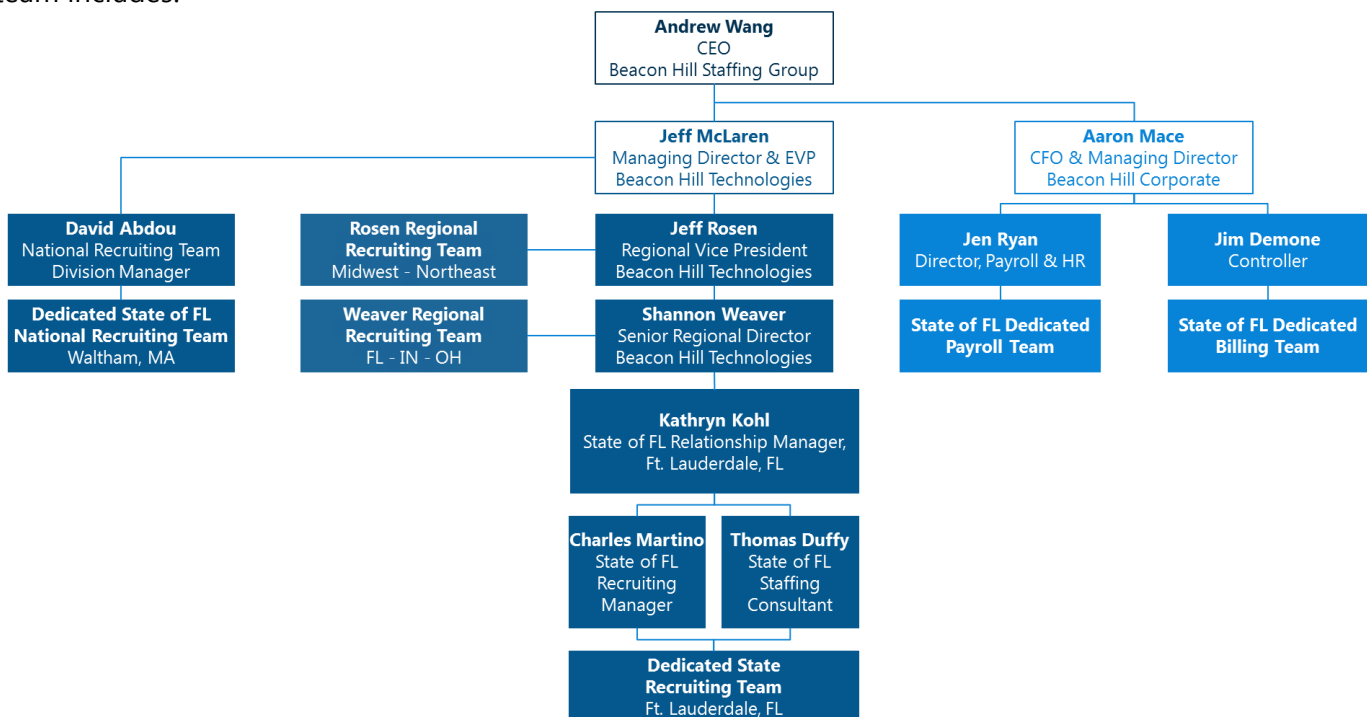 team includes:
Andrew Wang
CEO
Beacon Hill Staffing Group
Jeff McLaren
Managing Director & EVP
Beacon Hill Technologies
Aaron Mace
CFO & Managing Director
Beacon Hill Corporate
David Abdou
National Recruiting Team
Division Manager
Rosen Regional
Recruiting Team
Midwest - Northeast
Jeff Rosen
Regional Vice President
Beacon Hill Technologies
Jen Ryan
Director, Payroll & HR
Jim Demone
Controller
Dedicated State of FL
National Recruiting Team
Waltham, MA
Weaver Regional
Recruiting Team
FL - IN - OH
Shannon Weaver
Senior Regional Director
Beacon Hill Technologies
State of FL Dedicated
Payroll Team
State of FL Dedicated
Billing Team
Kathryn Kohl
State of FL Relationship Manager,
Ft. Lauderdale, FL
Charles Martino
State of FL
Recruiting
Manager
Thomas Duffy
State of FL
Staffing
Consultant
Dedicated State
Recruiting Team
Ft. Lauderdale, FL